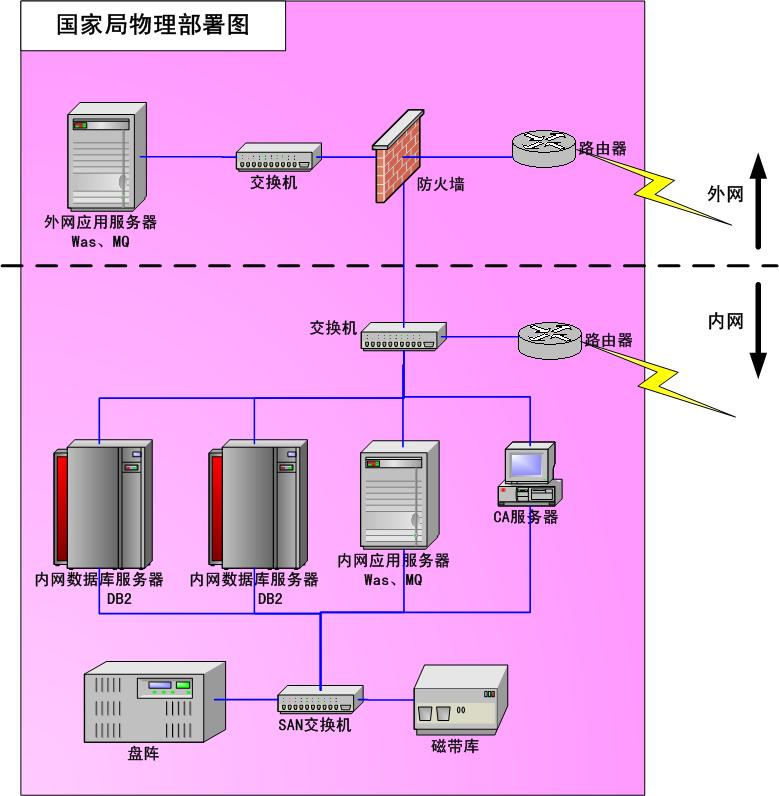 国家局物理部署图
外网应用服务器
Was、MQ
交换机
防火墙
路由器
外网
内网
交换机
路由器
内网数据库服务器
DB2
内网数据库服务器
DB2
内网应用服务器
Was、MQ
CA服务器
盘阵
SAN交换机
磁带库